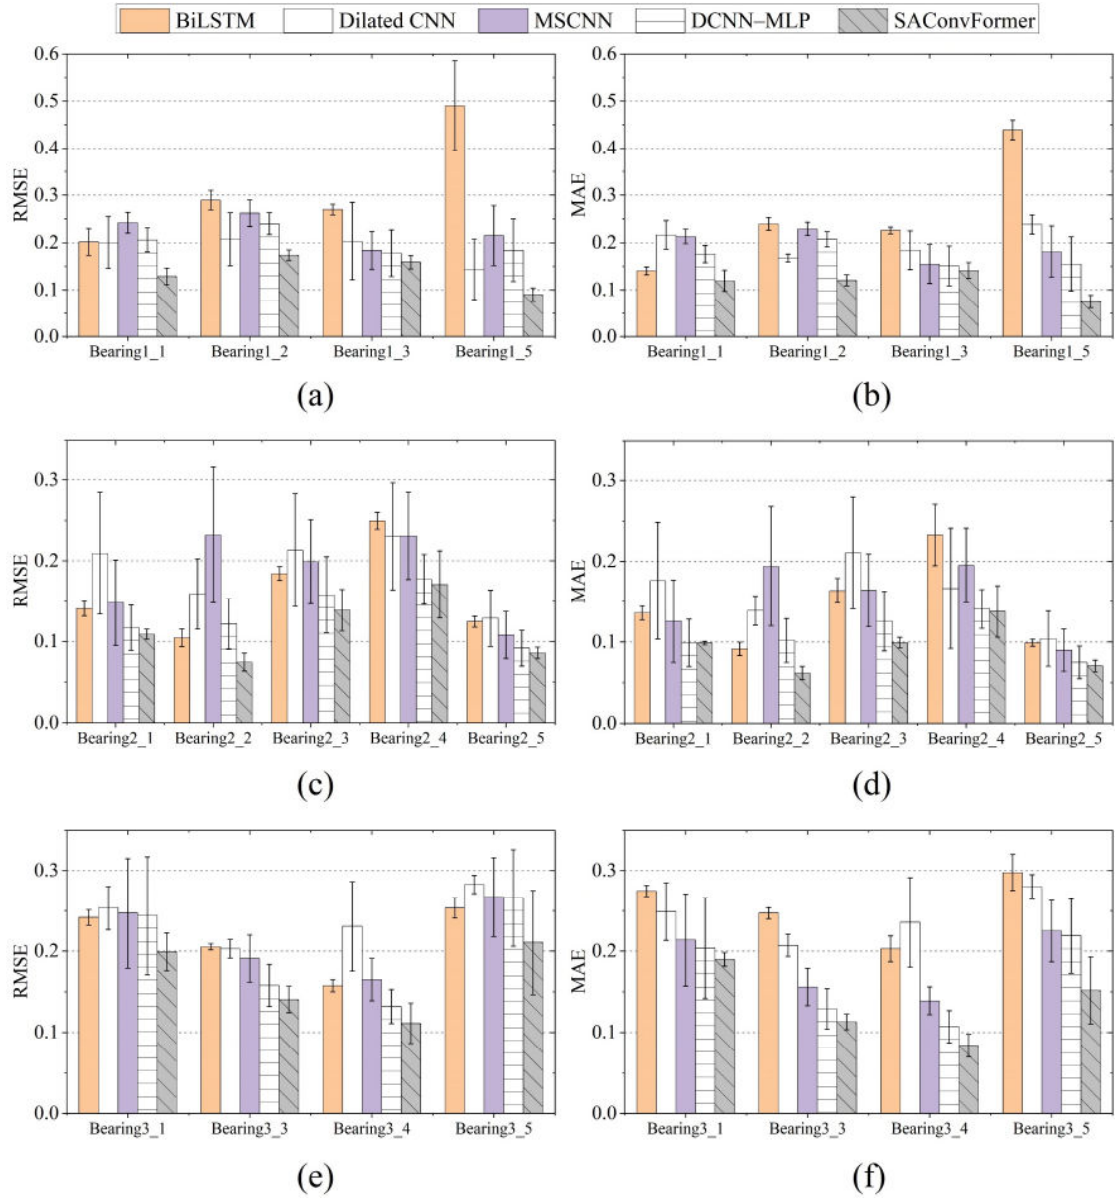 BiLSTM Dilated CNN MSCNN DCNN–MLP SAConvFormer
0.6
0.5
0.4
0.3
0.2
0.1
0.0
RMSE
Bearing1_1 Bearing1_2 Bearing1_3 Bearing1_5
(a)
0.6
0.5
0.4
0.3
0.2
0.1
0.0
MAE
Bearing1_1 Bearing1_2 Bearing1_3 Bearing1_5
(b)
0.3
0.2
0.1
0.0
RMSE
Bearing2_1 Bearing2_2 Bearing2_3 Bearing2_4 Bearing2_5
(c)
0.3
0.2
0.1
0.0
MAE
Bearing2_1 Bearing2_2 Bearing2_3 Bearing2_4 Bearing2_5
(d)
0.3
0.2
0.1
0.0
RMSE
Bearing3_1 Bearing3_3 Bearing3_4 Bearing3_5
(e)
0.3
0.2
0.1
0.0
MAE
Bearing3_1 Bearing3_3 Bearing3_4 Bearing3_5
(f)